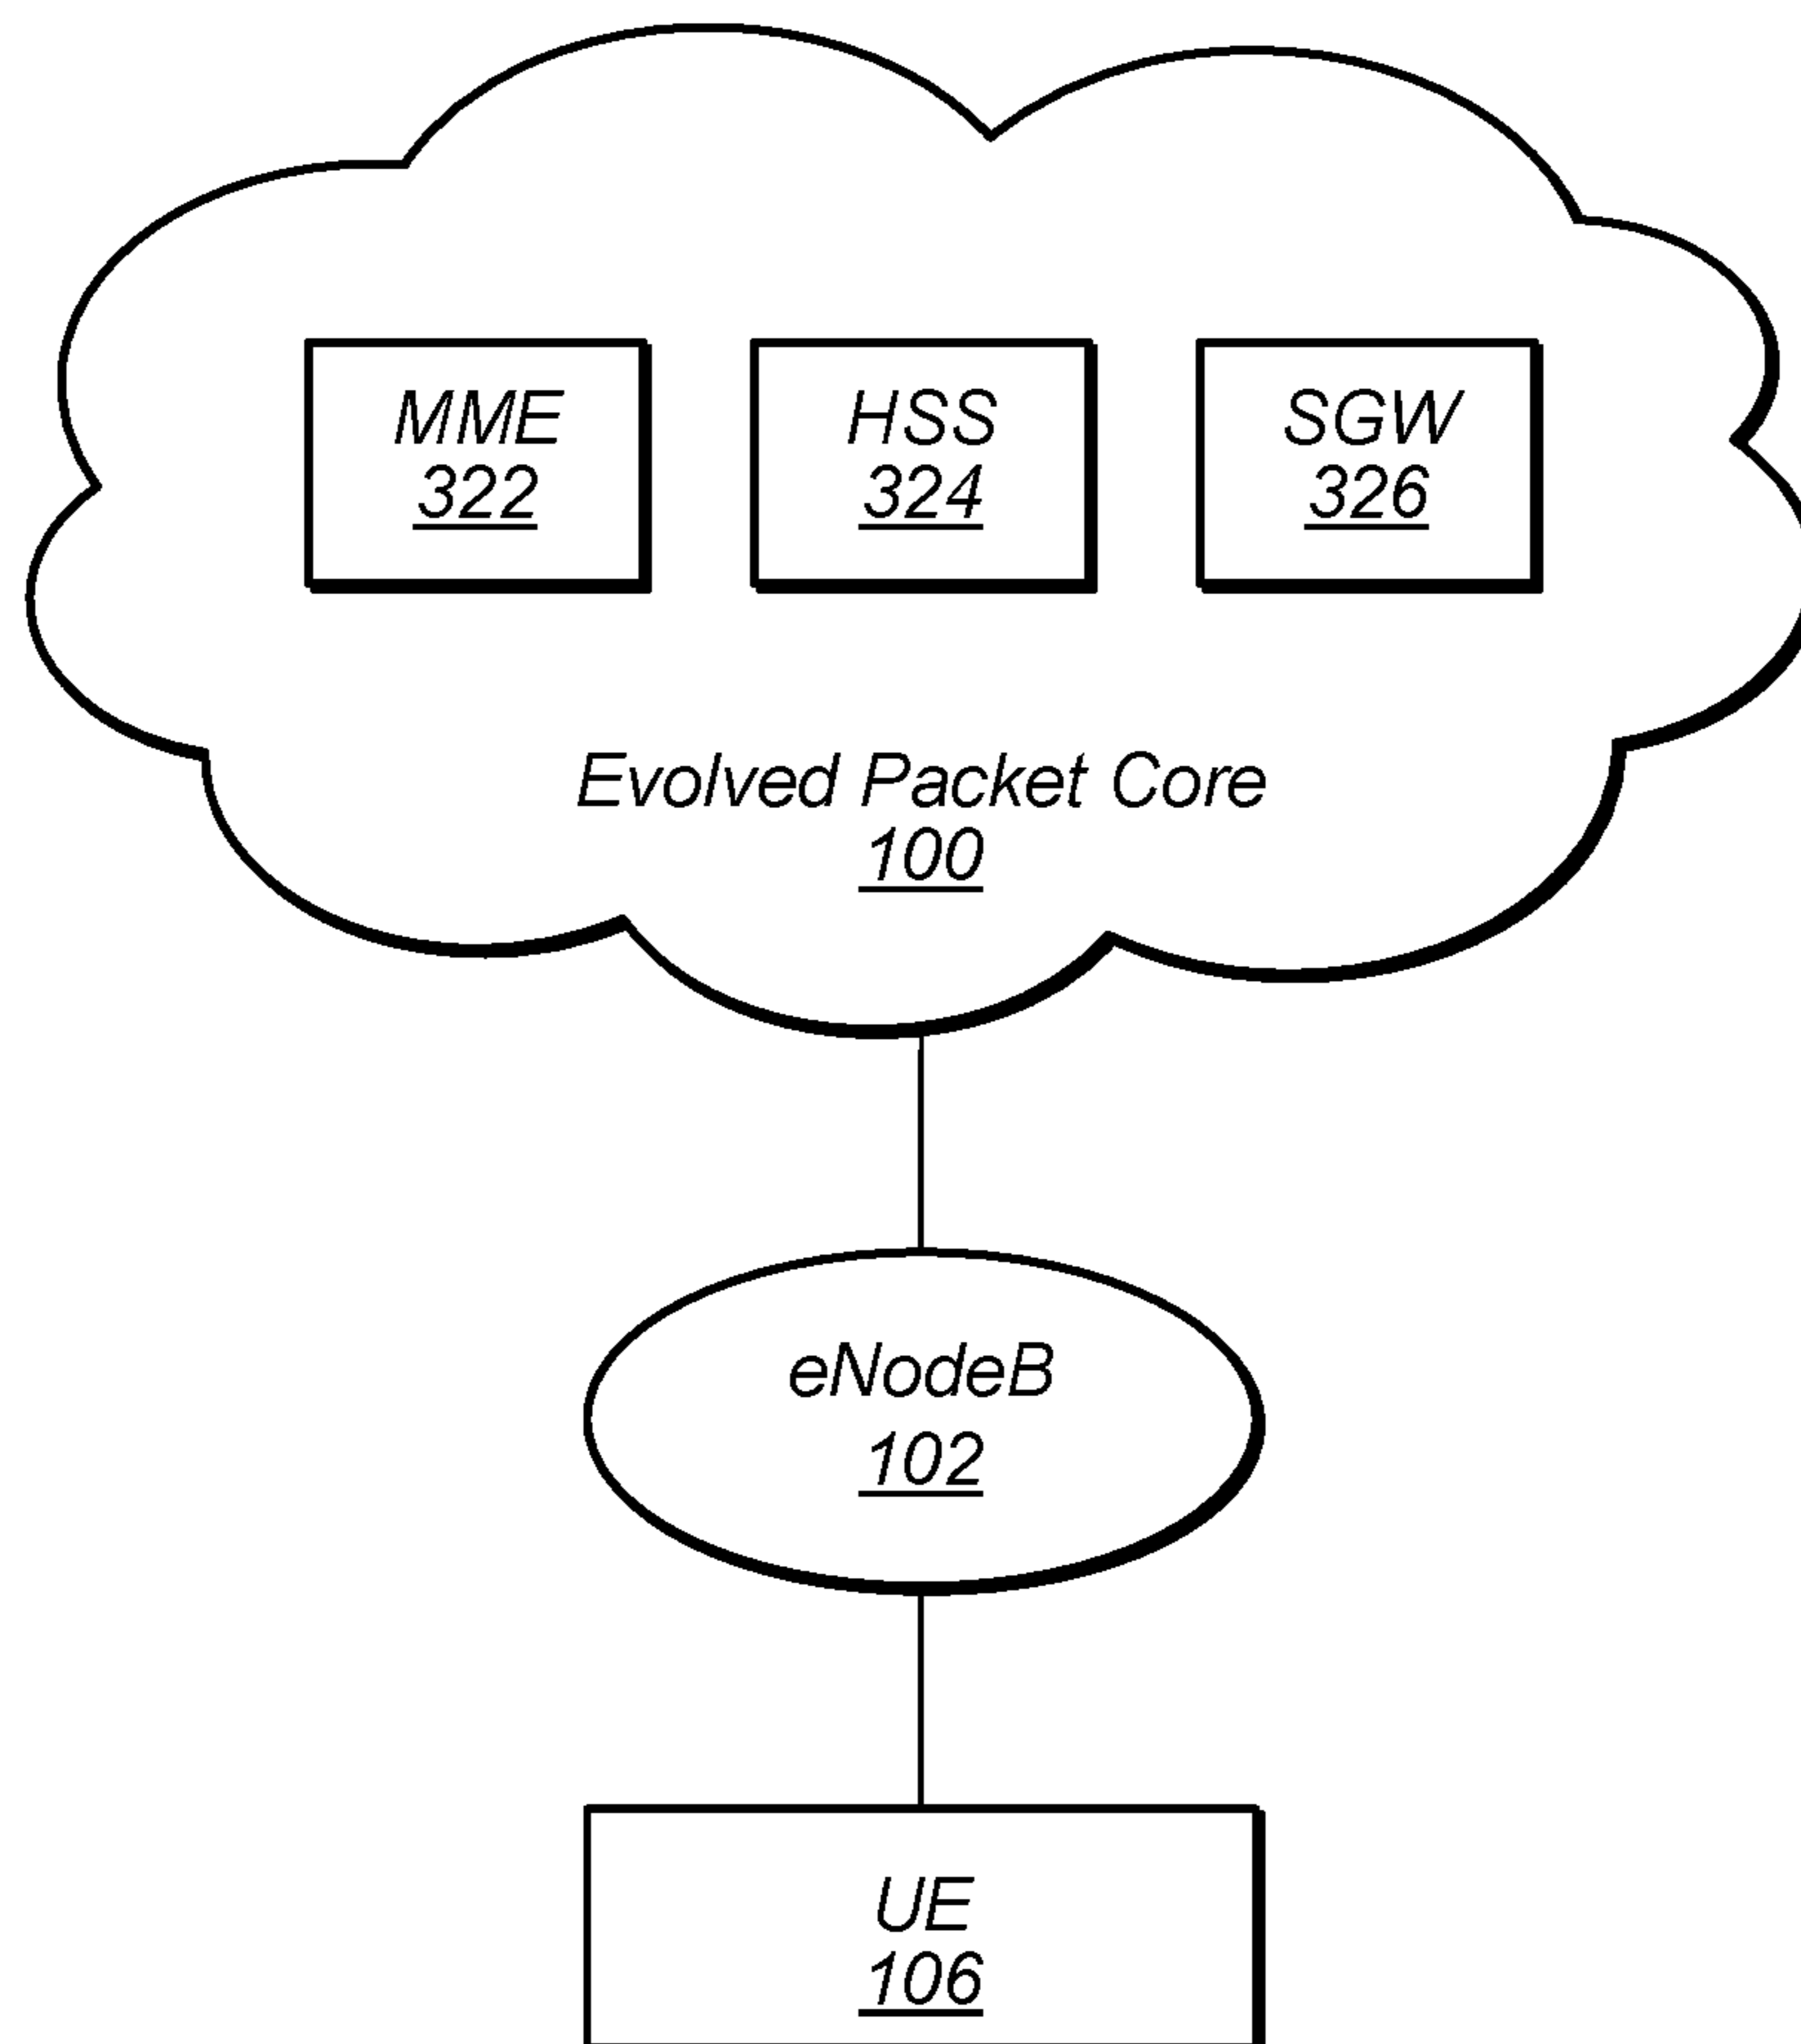 MME
322
HSS
324
SGW
326
Evolved Packet Core
100
eNodeB
102
UE
106